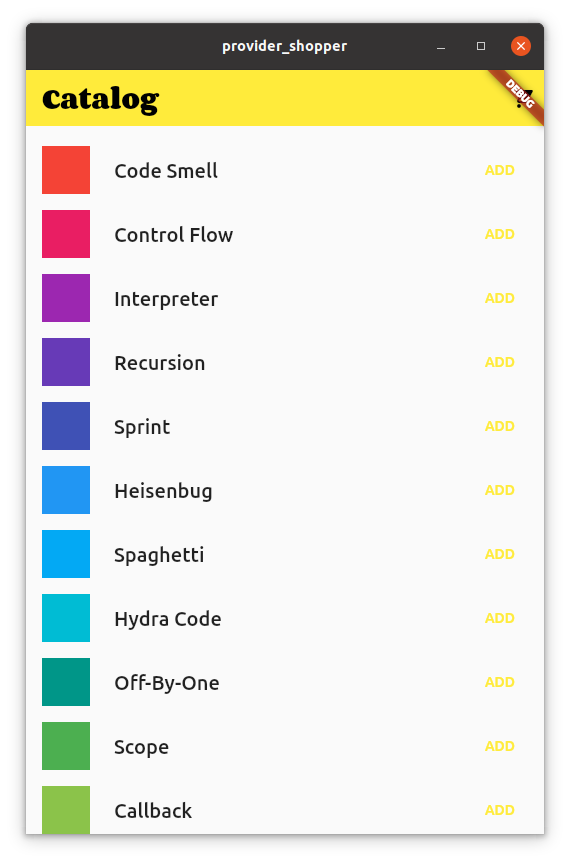 provider_shopper
Catalog
DEBUG
Code Smell ADD
Control Flow ADD
Interpreter ADD
Recursion ADD
Sprint ADD
Heisenbug ADD
Spaghetti ADD
Hydra Code ADD
Off-By-One ADD
Scope ADD
Callback ADD